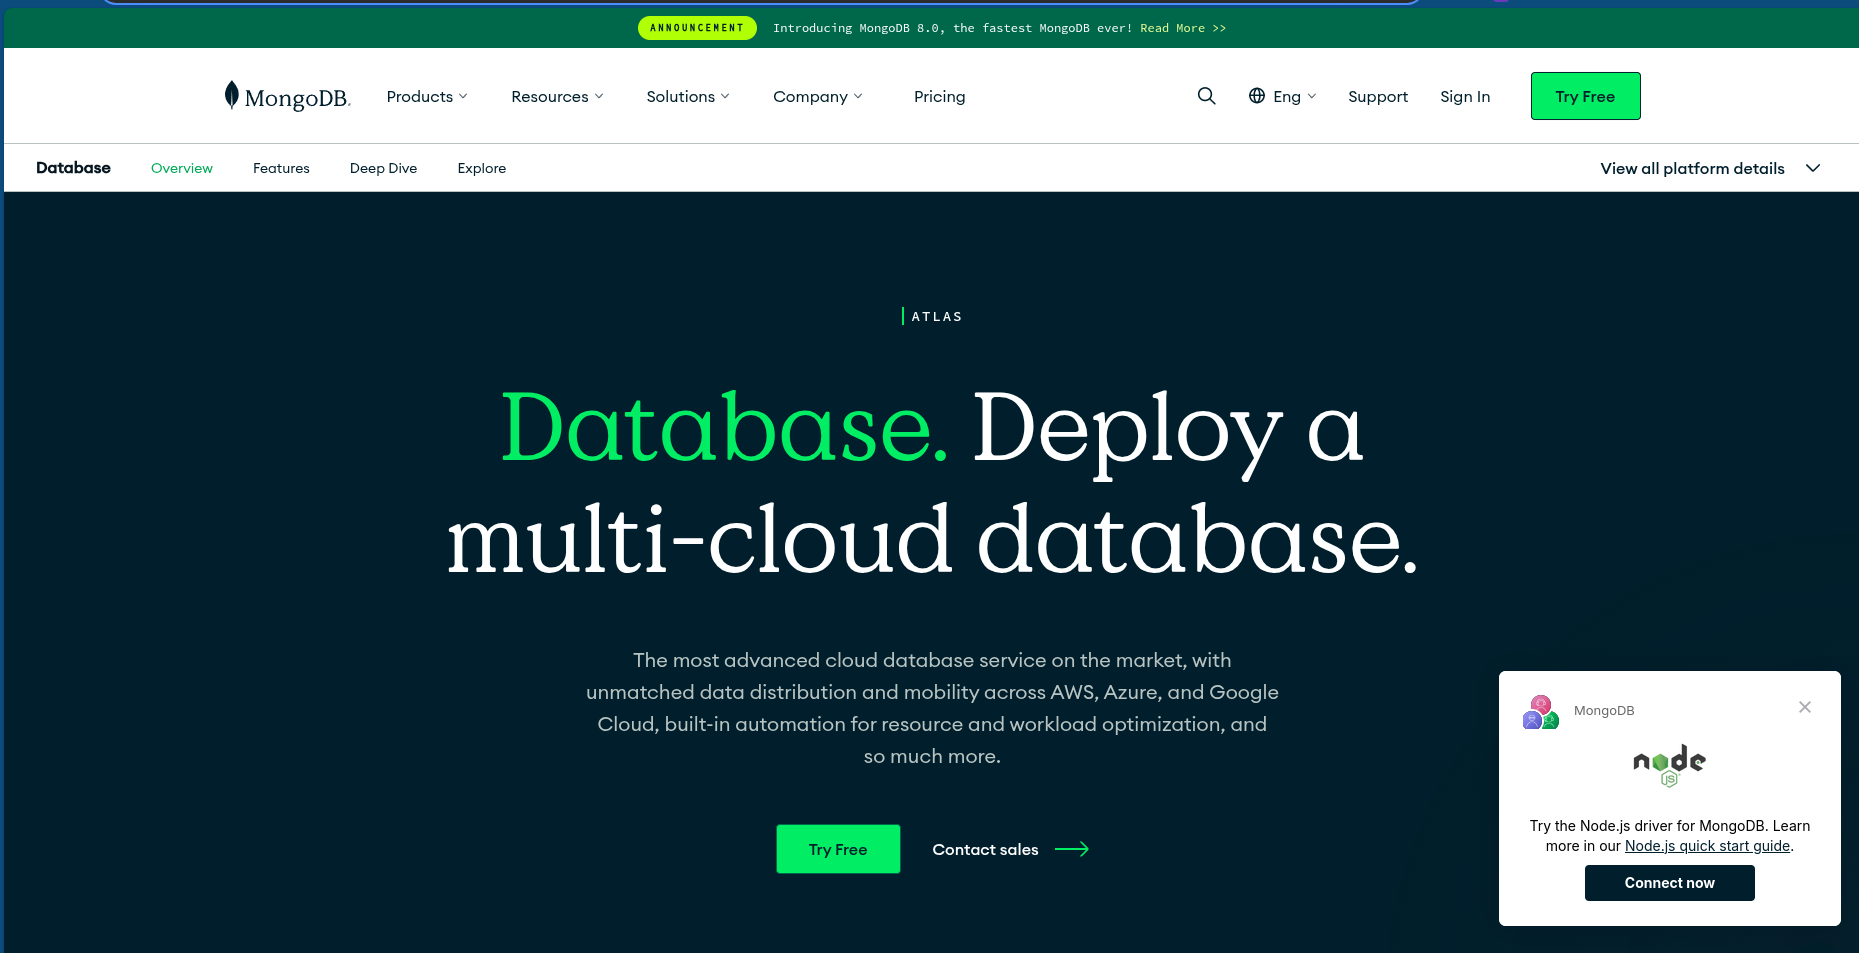 ANNOUNCEMENT Introducing MongoDB 8.0, the fastest MongoDB ever! Read More >>
MongoDB. Products Resources Solutions Company Pricing Eng Support Sign In Try Free
Database Overview Features Deep Dive Explore View all platform details
ATLAS
Database. Deploy a
multi-cloud database.
The most advanced cloud database service on the market, with
unmatched data distribution and mobility across AWS, Azure, and Google
Cloud, built-in automation for resource and workload optimization, and
so much more.
Try Free Contact sales
MongoDB
node
JS
Try the Node.js driver for MongoDB. Learn
more in our Node.js quick start guide.
Connect now